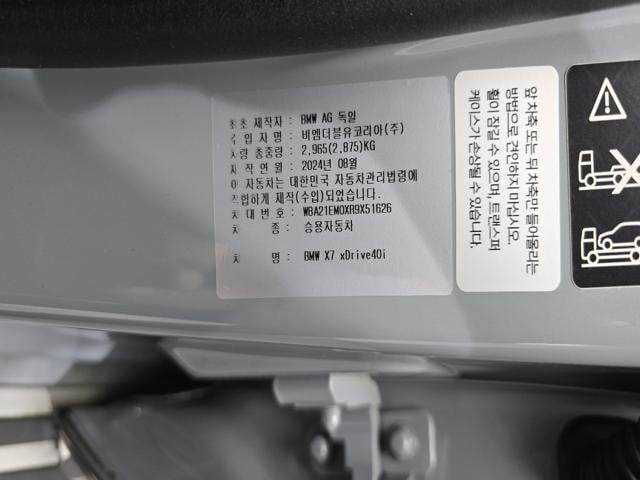 최초 제작자 : BMW AG 독일
수 입 자 명 : 비엠더블유코리아(주)
차량 총중량 : 2,965(2,875)KG
제 작 연 월 : 2024년 08월
이 자동차는 대한민국 자동차관리법령에
적합하게 제작(수입)되었습니다.
차 대 번 호 : WBA21EM0XR9X51626
차 종 : 승용자동차
차 명 : BMW X7 xDrive40i
앞 차축 또는 뒤 차축만 들어올리는
방법으로 견인하지 마십시오.
휠이 잠길 수 있으며, 트랜스퍼
케이스가 손상될 수 있습니다.